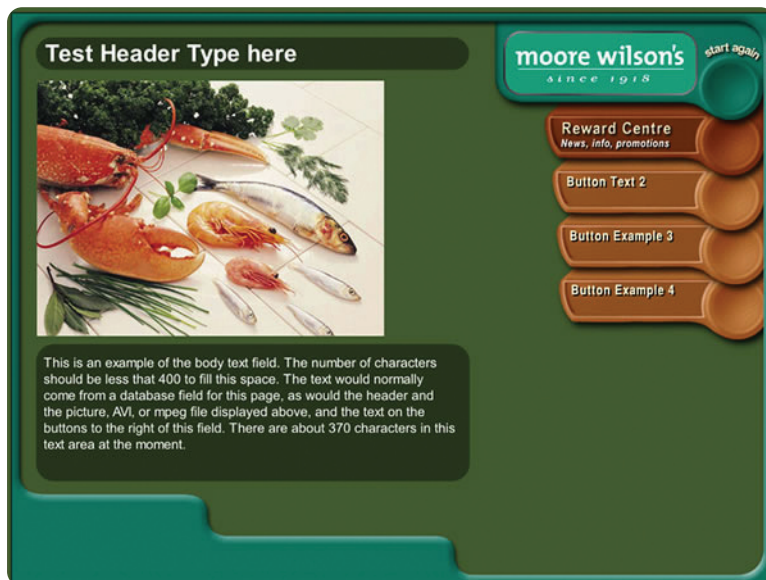 Test Header Type here
moore wilson's
since 1918
start again
Reward Centre
News, info, promotions
Button Text 2
Button Example 3
Button Example 4
This is an example of the body text field. The number of characters
should be less that 400 to fill this space. The text would normally
come from a database field for this page, as would the header and
the picture, AVI, or mpeg file displayed above, and the text on the
buttons to the right of this field. There are about 370 characters in this
text area at the moment.